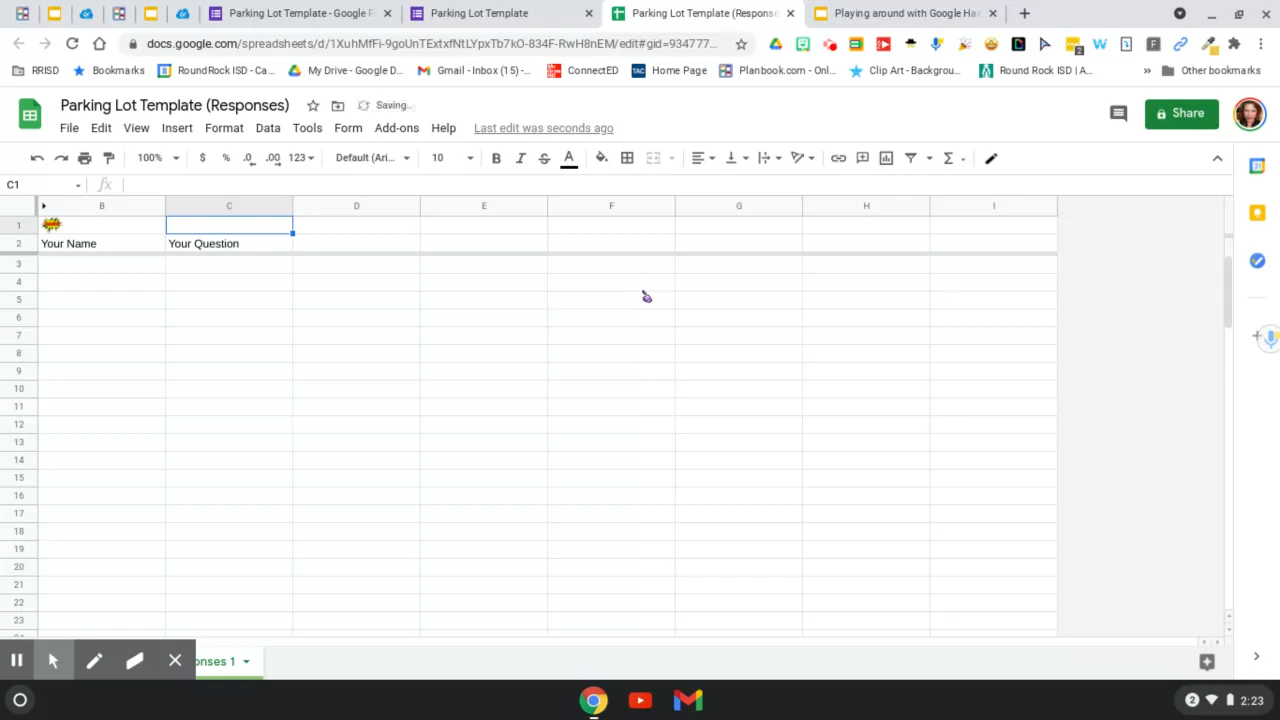 Parking Lot Template - Google F
Parking Lot Template
Parking Lot Template (Respons
Playing around with Google Hac
docs.google.com/spreadsheets/d/1XuhMfFi-9goUnTExtxfNtLYpxTb7kO-834F-RwH8nEM/edit#gid=934777...
RRISD
Bookmarks
RoundRock ISD - Ca...
My Drive - Google D...
Gmail - Inbox (15) -...
ConnectED
Home Page
Planbook.com - Onl...
Clip Art - Backgrou...
Round Rock ISD | A...
»
Other bookmarks
Parking Lot Template (Responses)
Saving...
Share
File Edit View Insert Format Data Tools Form Add-ons Help Last edit was seconds ago
100% $ % .0 .00 123 Default (Ari... 10 B I S A Σ
C1 fx
B C D E F G H I
1
2 Your Name Your Question
3
4
5
6
7
8
9
10
11
12
13
14
15
16
17
18
19
20
21
22
23
onses 1
2 2:23